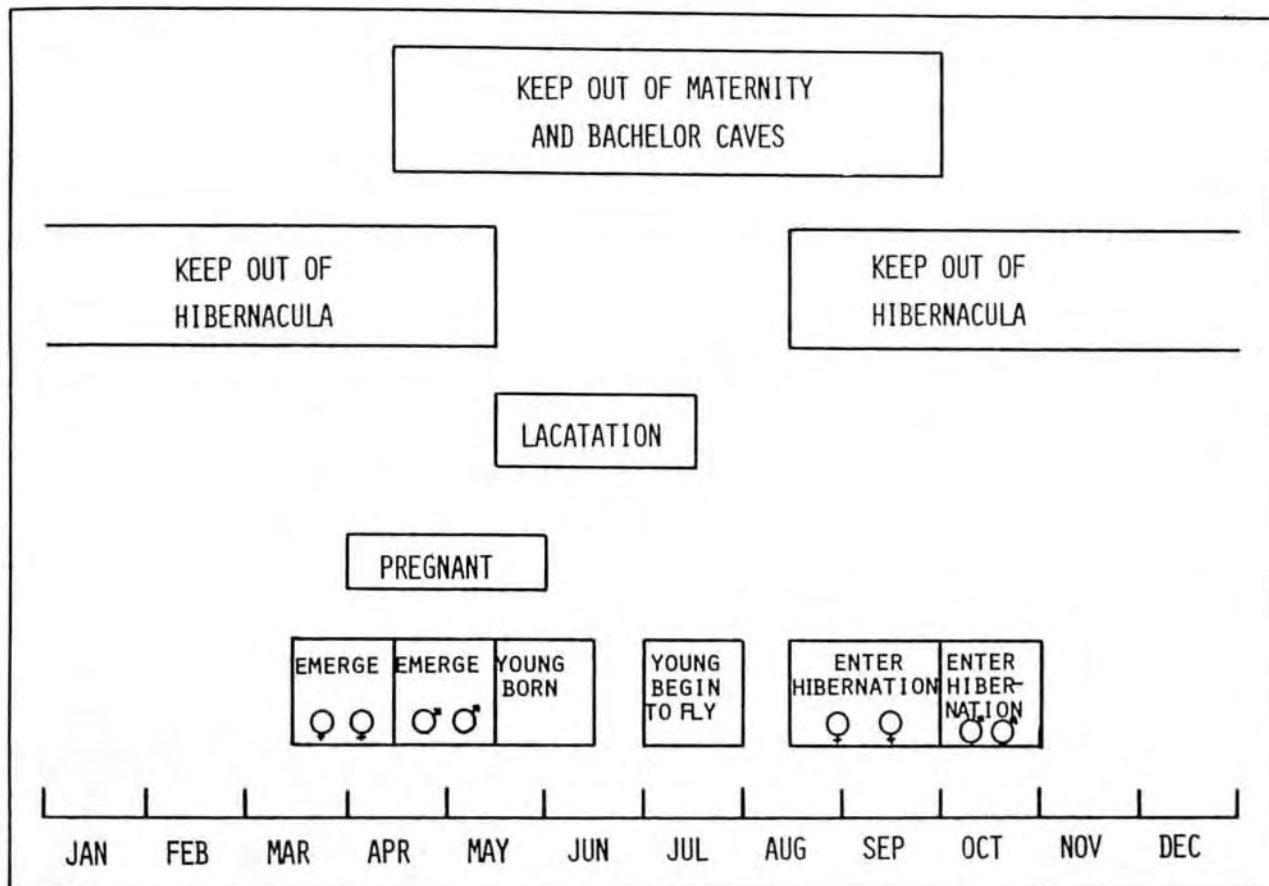 KEEP OUT OF MATERNITY
AND BACHELOR CAVES
KEEP OUT OF
HIBERNACULA
KEEP OUT OF
HIBERNACULA
LACATATION
PREGNANT
EMERGE
♀ ♀
EMERGE
♂ ♂
YOUNG
BORN
YOUNG
BEGIN
TO FLY
ENTER
HIBERNATION
♀ ♀
ENTER
HIBER-
NATION
♂ ♂
JAN FEB MAR APR MAY JUN JUL AUG SEP OCT NOV DEC